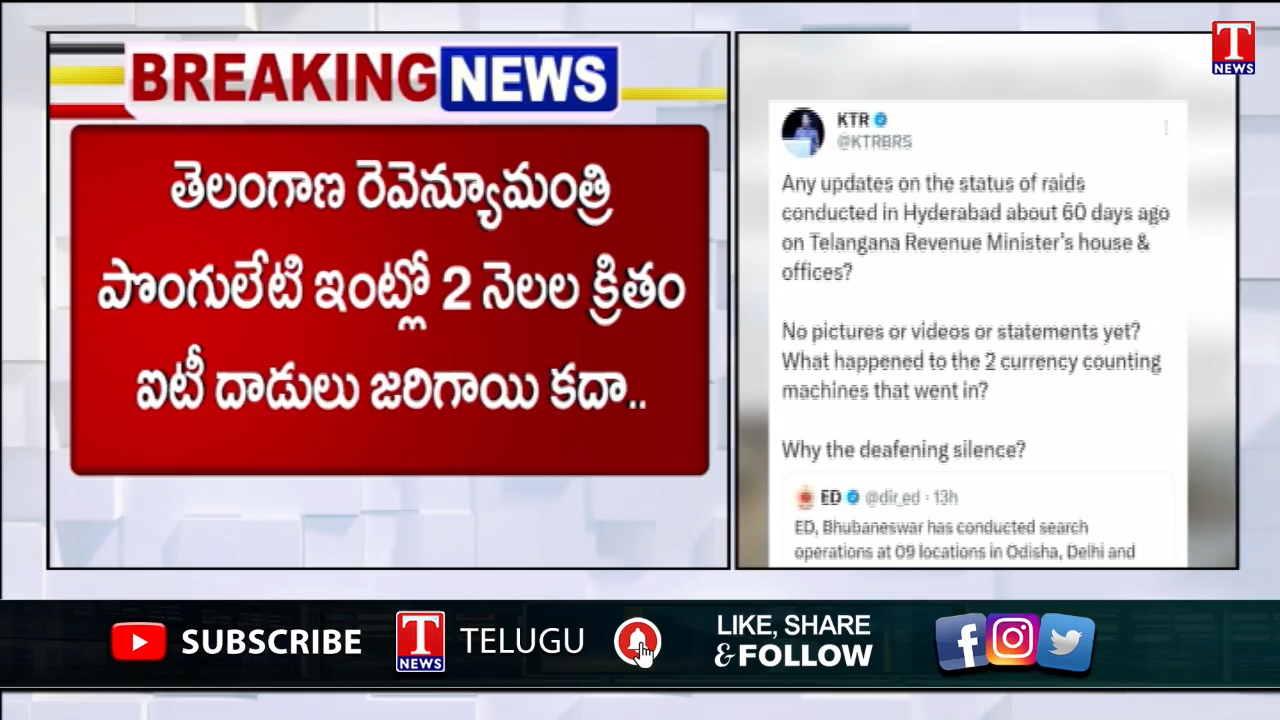 BREAKING NEWS
తెలంగాణ రెవెన్యూమంత్రి
పొంగులేటి ఇంట్లో 2 నెలల క్రితం
ఐటీ దాడులు జరిగాయి కదా..
T
NEWS
KTR
@KTRBRS
Any updates on the status of raids
conducted in Hyderabad about 60 days ago
on Telangana Revenue Minister's house &
offices?
No pictures or videos or statements yet?
What happened to the 2 currency counting
machines that went in?
Why the deafening silence?
ED @dir_ed · 13h
ED, Bhubaneswar has conducted search
operations at 09 locations in Odisha, Delhi and
SUBSCRIBE
T
NEWS
TELUGU
LIKE, SHARE
& FOLLOW